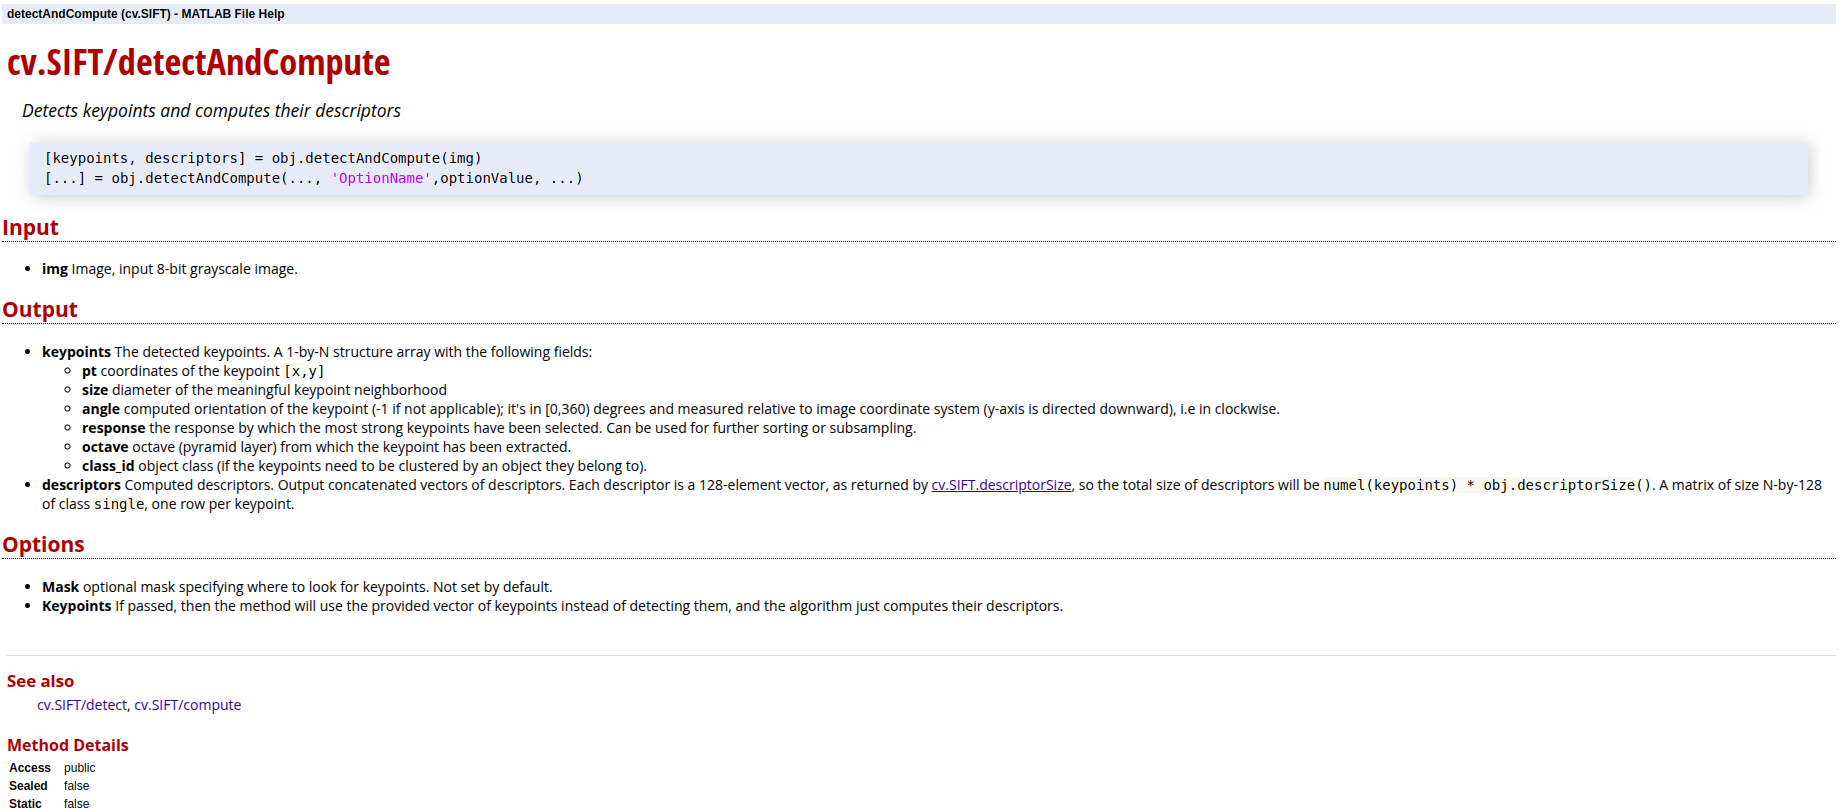 detectAndCompute (cv.SIFT) - MATLAB File Help
cv.SIFT/detectAndCompute
Detects keypoints and computes their descriptors
[keypoints, descriptors] = obj.detectAndCompute(img)
[...] = obj.detectAndCompute(..., 'OptionName',optionValue, ...)
Input
img Image, input 8-bit grayscale image.
Output
keypoints The detected keypoints. A 1-by-N structure array with the following fields:
pt coordinates of the keypoint [x,y]
size diameter of the meaningful keypoint neighborhood
angle computed orientation of the keypoint (-1 if not applicable); it's in [0,360) degrees and measured relative to image coordinate system (y-axis is directed downward), i.e in clockwise.
response the response by which the most strong keypoints have been selected. Can be used for further sorting or subsampling.
octave octave (pyramid layer) from which the keypoint has been extracted.
class_id object class (if the keypoints need to be clustered by an object they belong to).
descriptors Computed descriptors. Output concatenated vectors of descriptors. Each descriptor is a 128-element vector, as returned by cv.SIFT.descriptorSize, so the total size of descriptors will be numel(keypoints) * obj.descriptorSize(). A matrix of size N-by-128
of class single, one row per keypoint.
Options
Mask optional mask specifying where to look for keypoints. Not set by default.
Keypoints If passed, then the method will use the provided vector of keypoints instead of detecting them, and the algorithm just computes their descriptors.
See also
cv.SIFT/detect, cv.SIFT/compute
Method Details
Access public
Sealed false
Static false